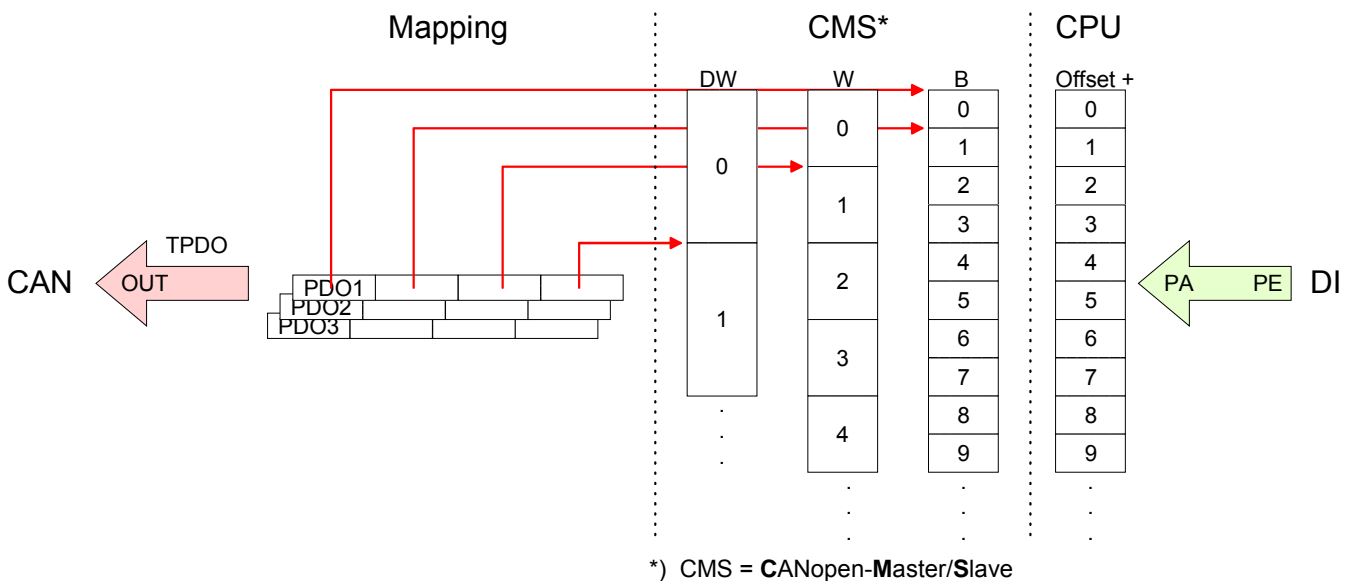 Mapping CMS* CPU
DW W B Offset +
0 0
0 1 1
0 2 2
1 3 3
TPDO 4 4
CAN OUT PDO1 2 PA PE DI
PDO2 5 5
PDO3 1 6 6
3 7 7
. 8 8
. 4 9 9
. . . .
. . .
. . .
*) CMS = CANopen-Master/Slave